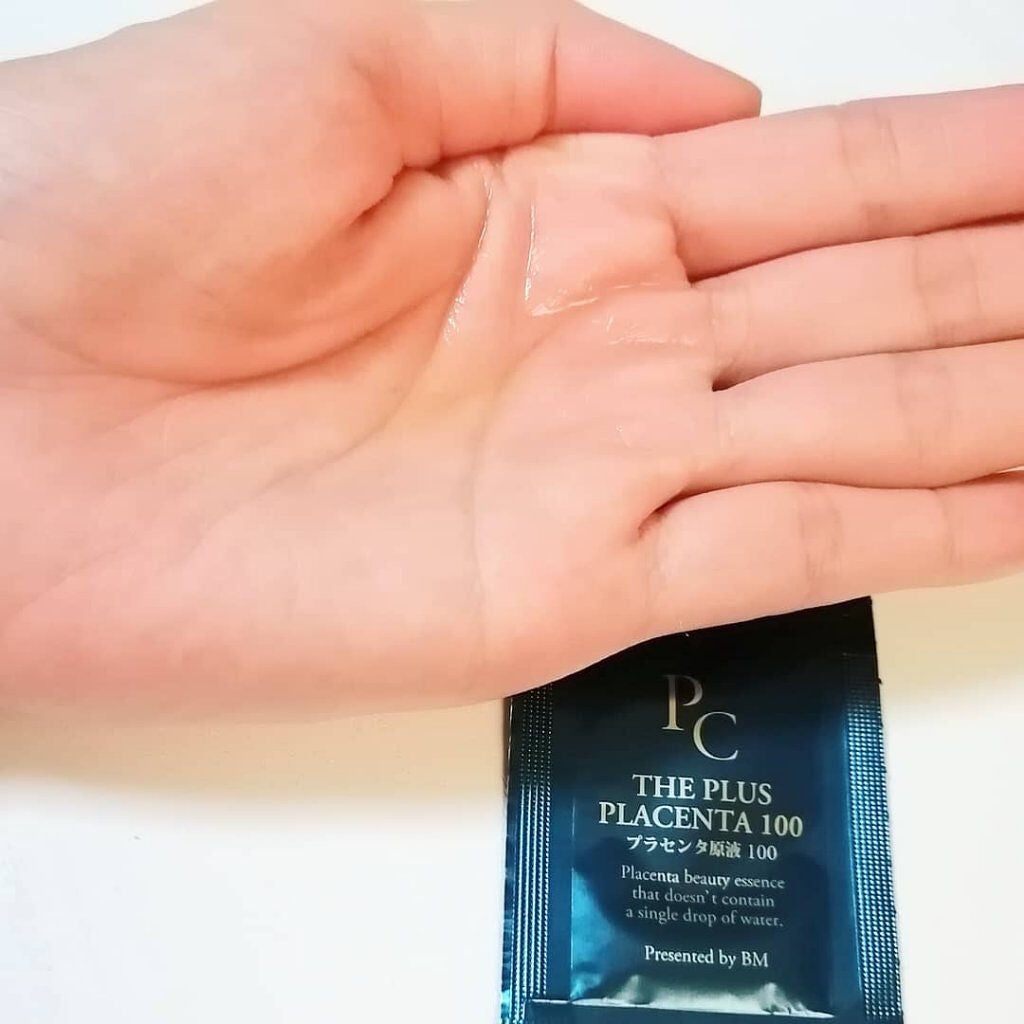 PC
THE PLUS
PLACENTA 100
プラセンタ原液 100
Placenta beauty essence
that doesn't contain
a single drop of water.
Presented by BM